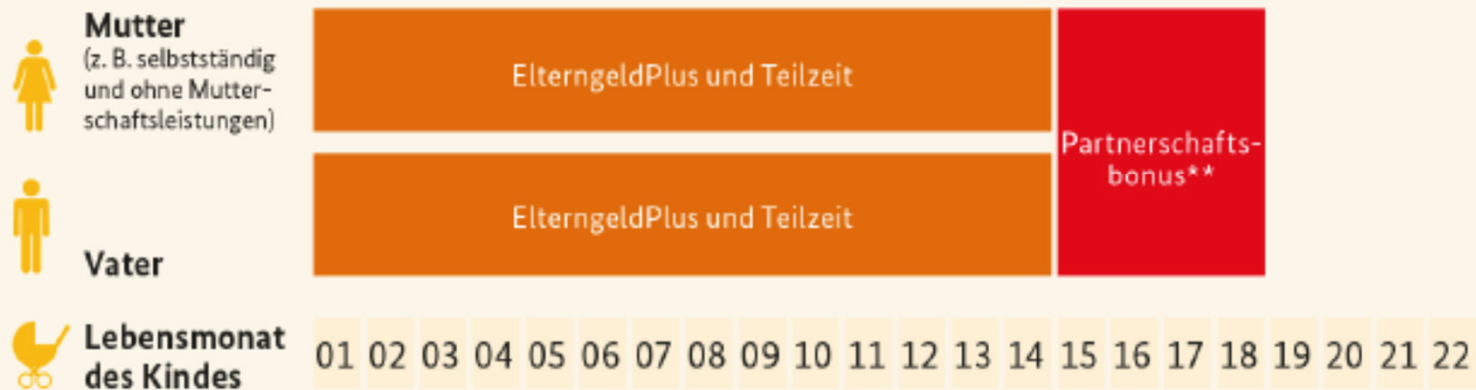 Mutter
(z. B. selbstständig
und ohne Mutter-
schaftsleistungen)
ElterngeldPlus und Teilzeit
Partnerschafts-
bonus**
ElterngeldPlus und Teilzeit
Vater
Lebensmonat
des Kindes
01 02 03 04 05 06 07 08 09 10 11 12 13 14 15 16 17 18 19 20 21 22